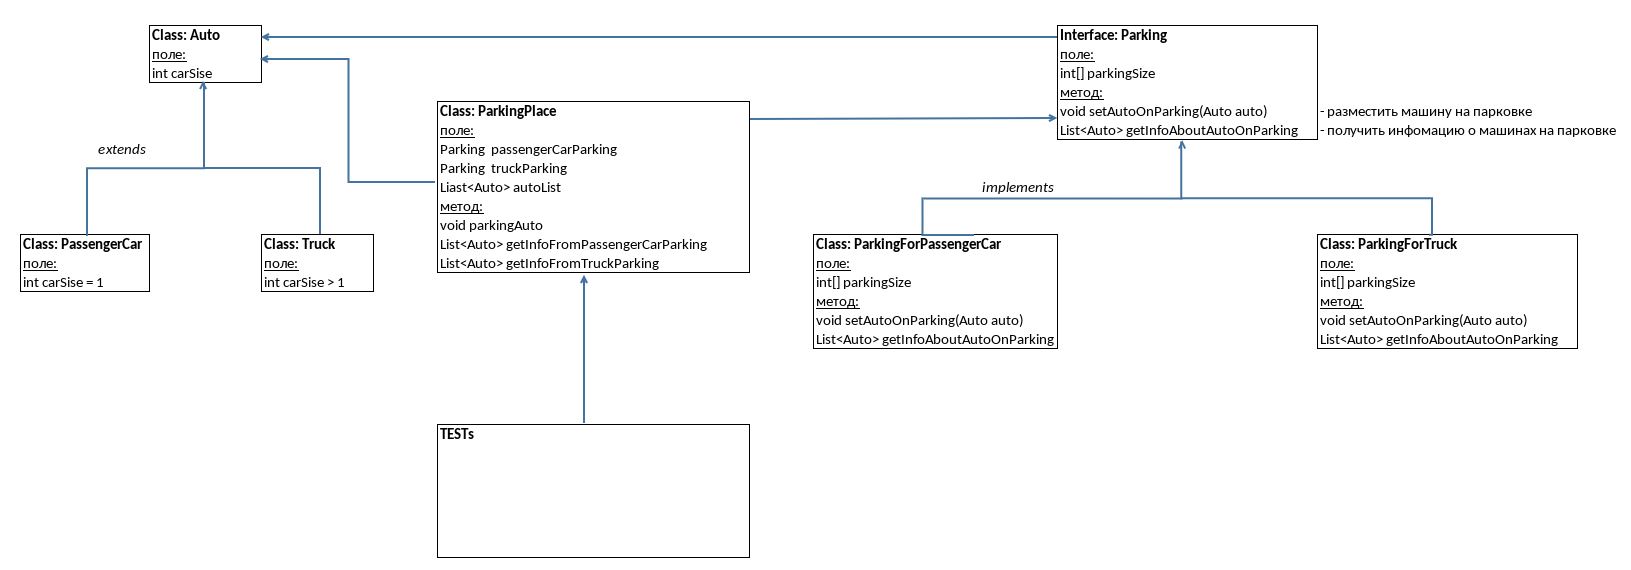 Class: Auto
поле:
int carSise
Interface: Parking
поле:
int[] parkingSize
метод:
void setAutoOnParking(Auto auto)
- разместить машину на парковке
List<Auto> getInfoAboutAutoOnParking
- получить инфомацию о машинах на парковке
Class: ParkingPlace
поле:
Parking  passengerCarParking
Parking  truckParking
Liast<Auto> autoList
метод:
void parkingAuto
List<Auto> getInfoFromPassengerCarParking
List<Auto> getInfoFromTruckParking
extends
implements
Class: PassengerCar
поле:
int carSise = 1
Class: Truck
поле:
int carSise > 1
Class: ParkingForPassengerCar
поле:
int[] parkingSize
метод:
void setAutoOnParking(Auto auto)
List<Auto> getInfoAboutAutoOnParking
Class: ParkingForTruck
поле:
int[] parkingSize
метод:
void setAutoOnParking(Auto auto)
List<Auto> getInfoAboutAutoOnParking
TESTs